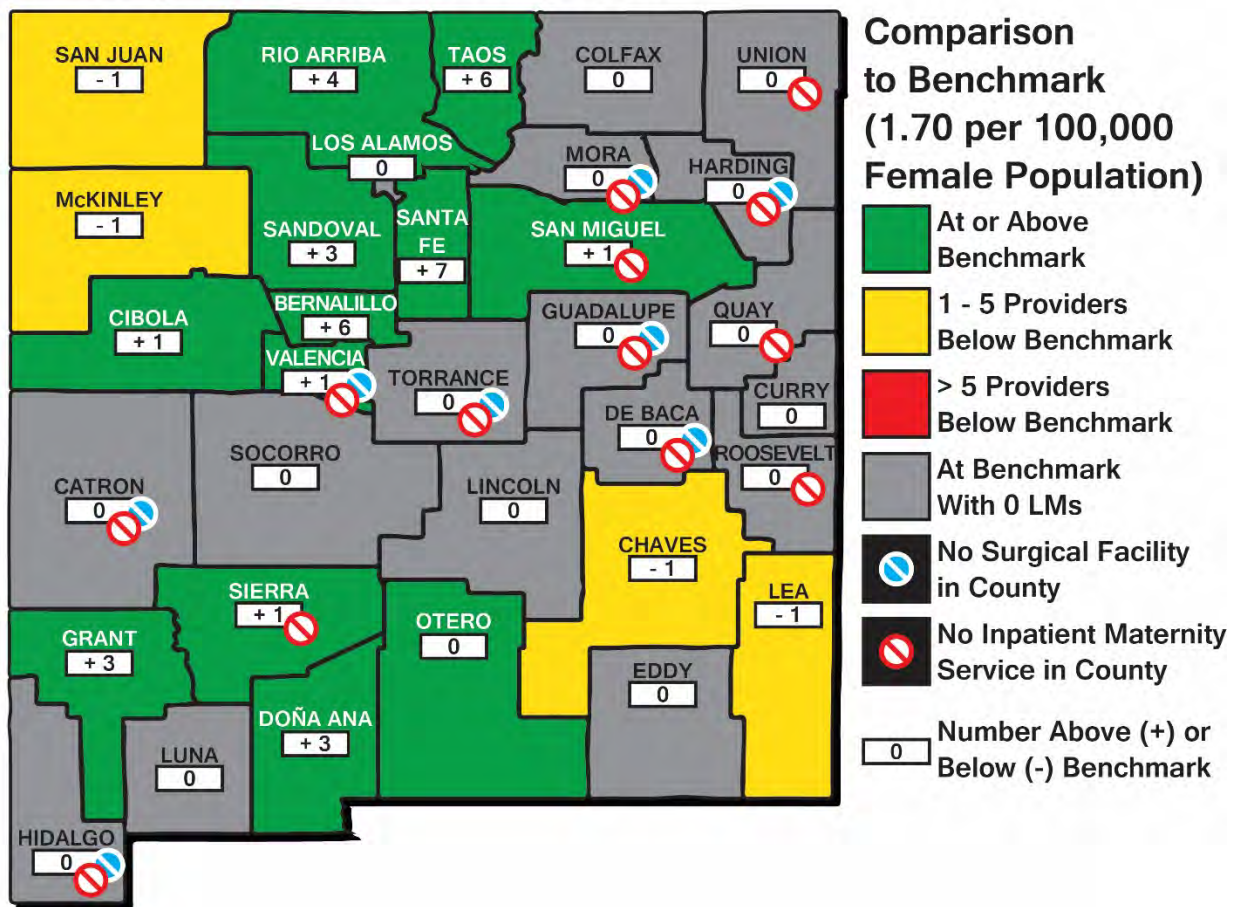 SAN JUAN
- 1
RIO ARRIBA
+ 4
TAOS
+ 6
COLFAX
0
UNION
0
LOS ALAMOS
0
MORA
0
HARDING
0
McKINLEY
- 1
SANDOVAL
+ 3
SANTA
FE
+ 7
SAN MIGUEL
+ 1
CIBOLA
+ 1
BERNALILLO
+ 6
GUADALUPE
0
QUAY
0
VALENCIA
+ 1
TORRANCE
0
CURRY
0
DE BACA
0
ROOSEVELT
0
CATRON
0
SOCORRO
0
LINCOLN
0
CHAVES
- 1
LEA
- 1
SIERRA
+ 1
OTERO
0
GRANT
+ 3
EDDY
0
DOÑA ANA
+ 3
LUNA
0
HIDALGO
0
Comparison
to Benchmark
(1.70 per 100,000
Female Population)
At or Above
Benchmark
1 - 5 Providers
Below Benchmark
> 5 Providers
Below Benchmark
At Benchmark
With 0 LMs
No Surgical Facility
in County
No Inpatient Maternity
Service in County
0
Number Above (+) or
Below (-) Benchmark